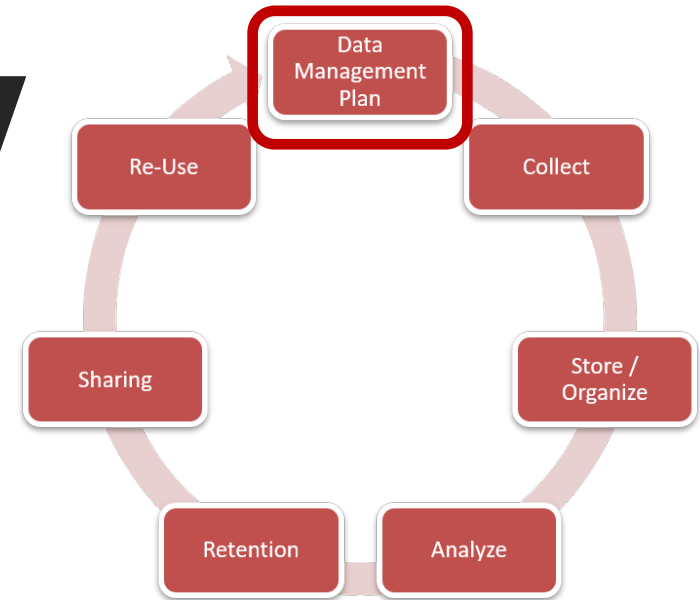 Data
Management
Plan
Collect
Store /
Organize
Analyze
Retention
Sharing
Re-Use